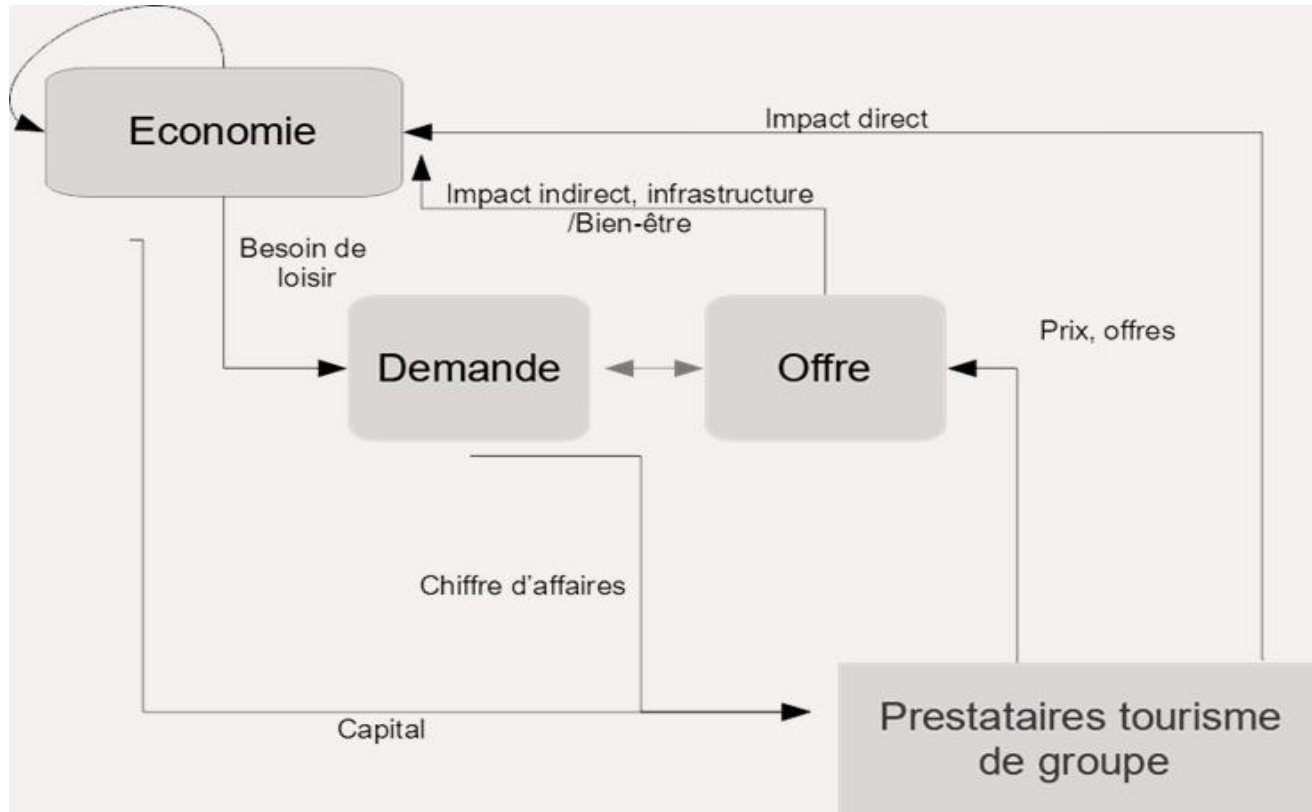 Economie
Impact direct
Impact indirect, infrastructure
/Bien-être
Besoin de
loisir
Demande
Offre
Prix, offres
Chiffre d'affaires
Capital
Prestataires tourisme
de groupe